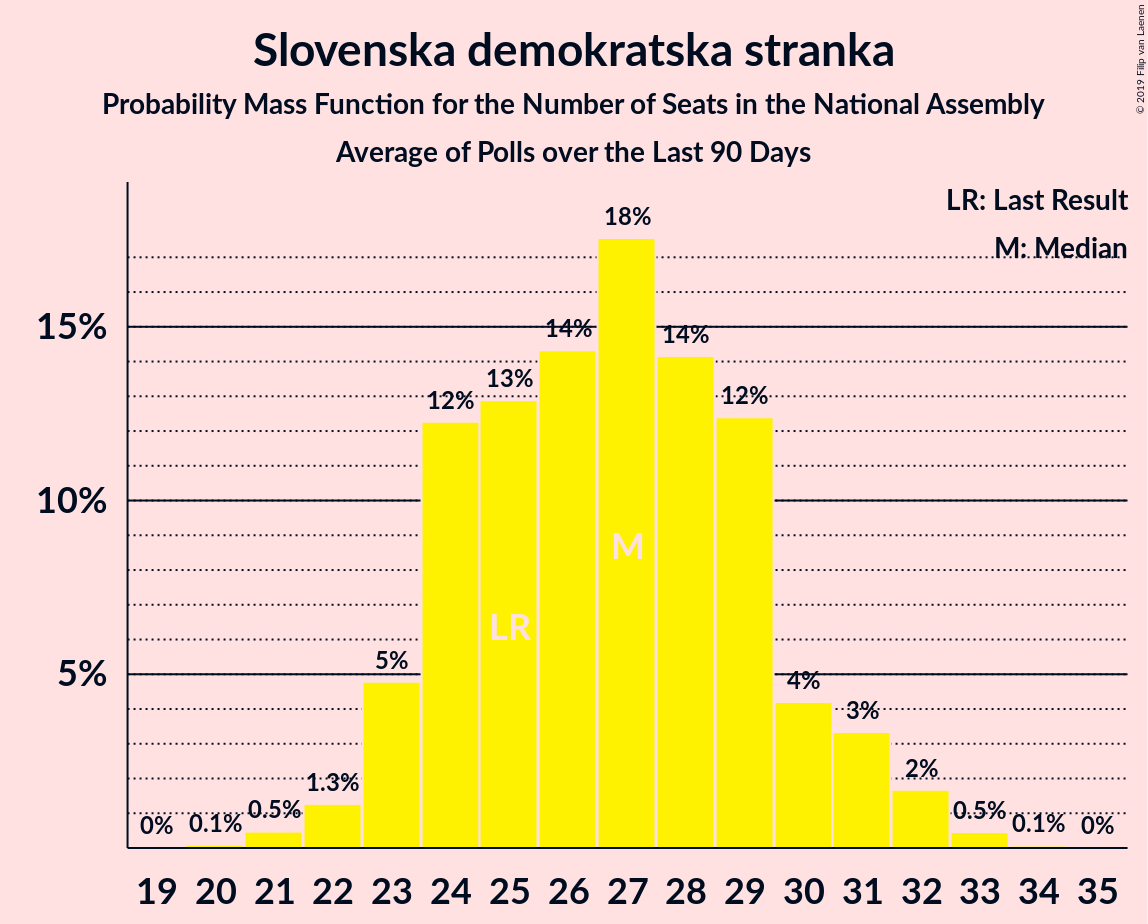 Slovenska demokratska stranka
Probability Mass Function for the Number of Seats in the National Assembly
Average of Polls over the Last 90 Days
© 2019 Filip van Laenen
LR: Last Result
M: Median
15%
10%
5%
0%
0.1%
0.5%
1.3%
5%
12%
13%
14%
18%
14%
12%
4%
3%
2%
0.5%
0.1%
0%
LR
M
19 20 21 22 23 24 25 26 27 28 29 30 31 32 33 34 35